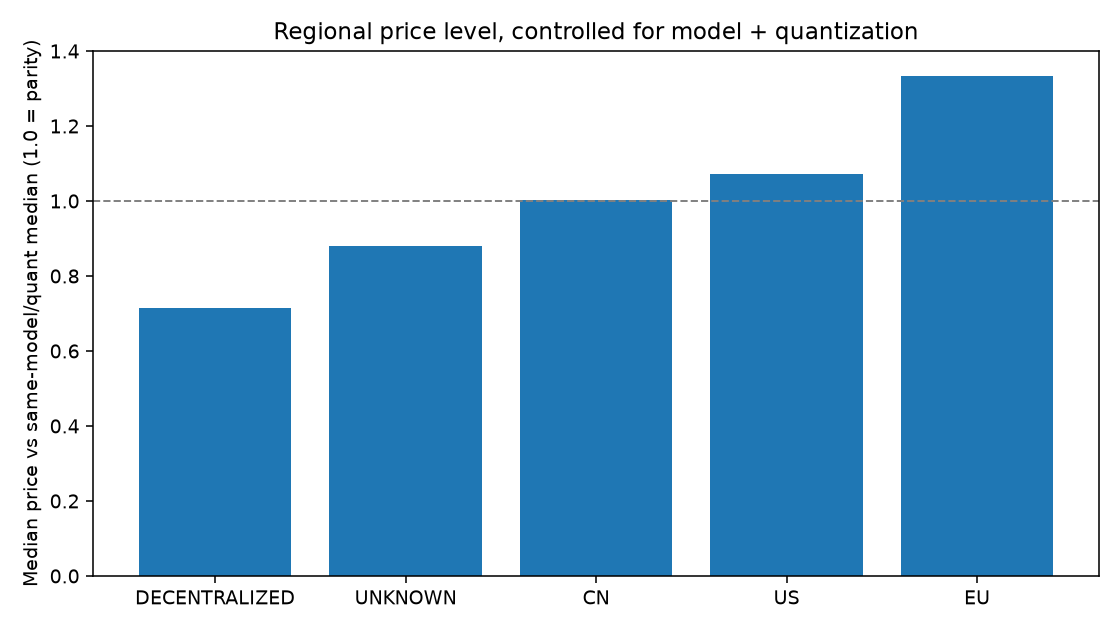 Regional price level, controlled for model + quantization
Median price vs same-model/quant median (1.0 = parity)
1.4
1.2
1.0
0.8
0.6
0.4
0.2
0.0
DECENTRALIZED UNKNOWN CN US EU